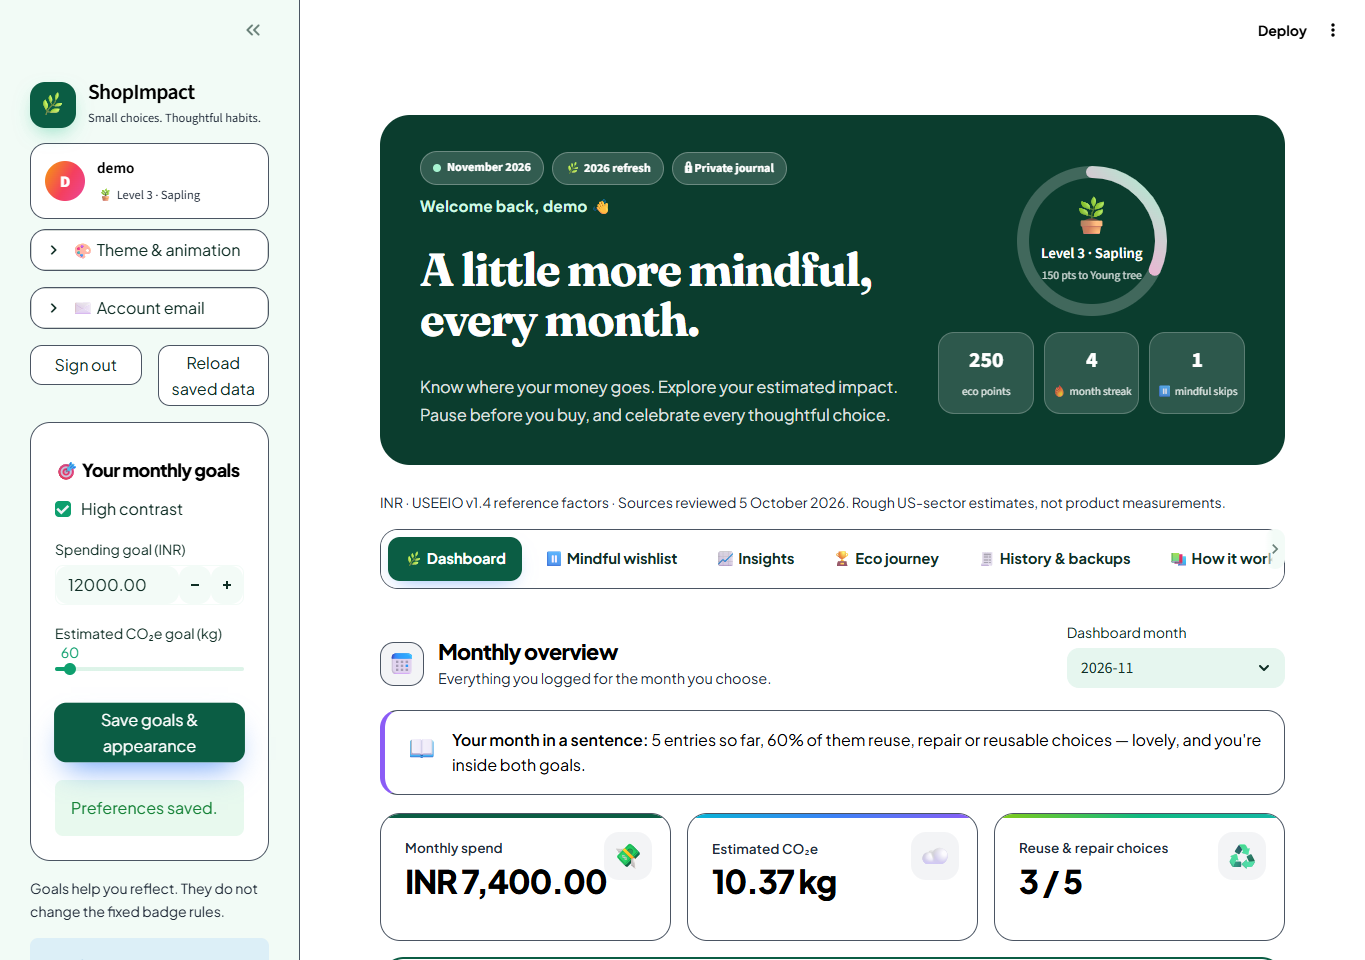 Deploy
ShopImpact
Small choices. Thoughtful habits.
D
demo
Level 3 · Sapling
Theme & animation
Account email
Sign out
Reload
saved data
Your monthly goals
High contrast
Spending goal (INR)
12000.00
Estimated CO₂e goal (kg)
60
Save goals &
appearance
Preferences saved.
Goals help you reflect. They do not
change the fixed badge rules.
November 2026
2026 refresh
Private journal
Welcome back, demo
A little more mindful,
every month.
Know where your money goes. Explore your estimated impact.
Pause before you buy, and celebrate every thoughtful choice.
Level 3 · Sapling
150 pts to Young tree
250
eco points
4
month streak
1
mindful skips
INR · USEEIO v1.4 reference factors · Sources reviewed 5 October 2026. Rough US-sector estimates, not product measurements.
Dashboard
Mindful wishlist
Insights
Eco journey
History & backups
How it work
Monthly overview
Everything you logged for the month you choose.
Dashboard month
2026-11
Your month in a sentence: 5 entries so far, 60% of them reuse, repair or reusable choices — lovely, and you're
inside both goals.
Monthly spend
INR 7,400.00
Estimated CO₂e
10.37 kg
Reuse & repair choices
3 / 5